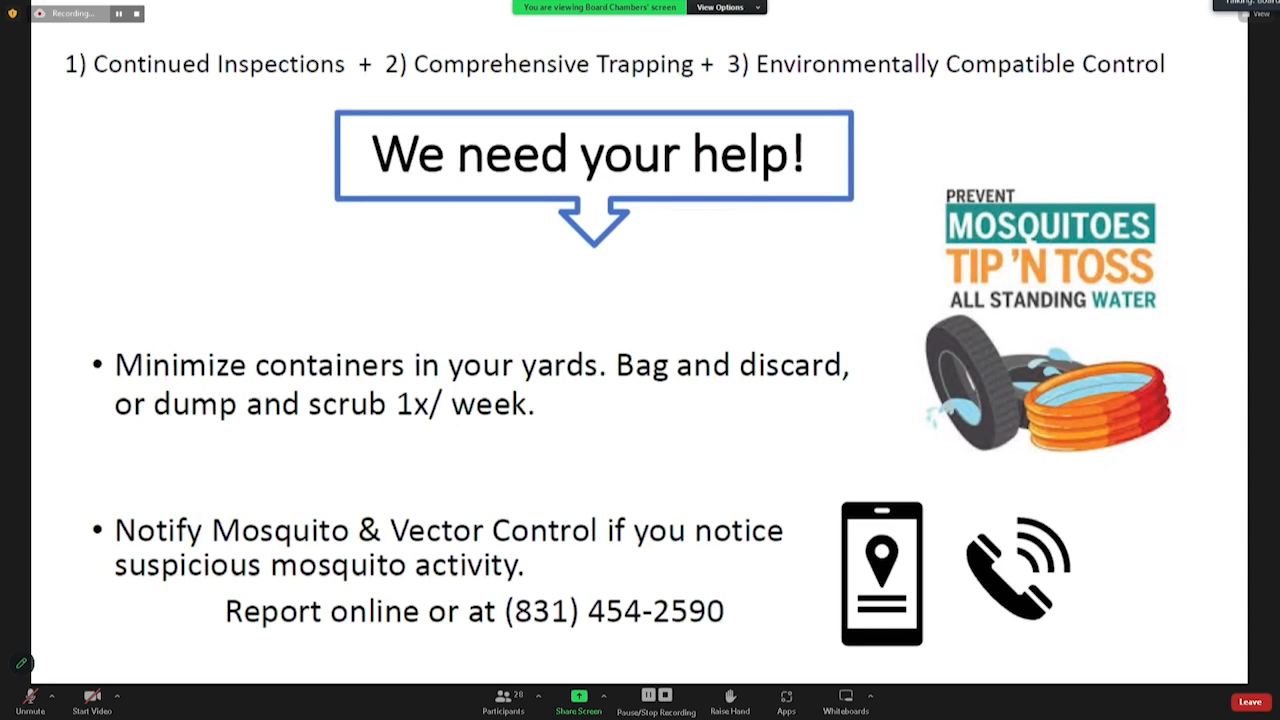 Recording...
You are viewing Board Chambers' screen
View Options
Talking: Board
View
1) Continued Inspections + 2) Comprehensive Trapping + 3) Environmentally Compatible Control
We need your help!
PREVENT
MOSQUITOES
TIP 'N TOSS
ALL STANDING WATER
• Minimize containers in your yards. Bag and discard,
or dump and scrub 1x/ week.
• Notify Mosquito & Vector Control if you notice
suspicious mosquito activity.
Report online or at (831) 454-2590
Unmute
Start Video
Participants
28
Share Screen
Pause/Stop Recording
Raise Hand
Apps
Whiteboards
Leave